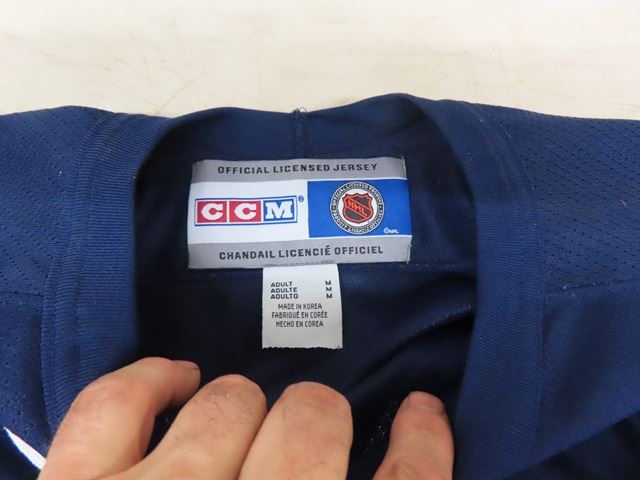 OFFICIAL LICENSED JERSEY
CCM®
NHL
©NHL
CHANDAIL LICENCIÉ OFFICIEL
ADULT M
ADULTE M
ADULTO M
MADE IN KOREA
FABRIQUÉ EN CORÉE
HECHO EN COREA